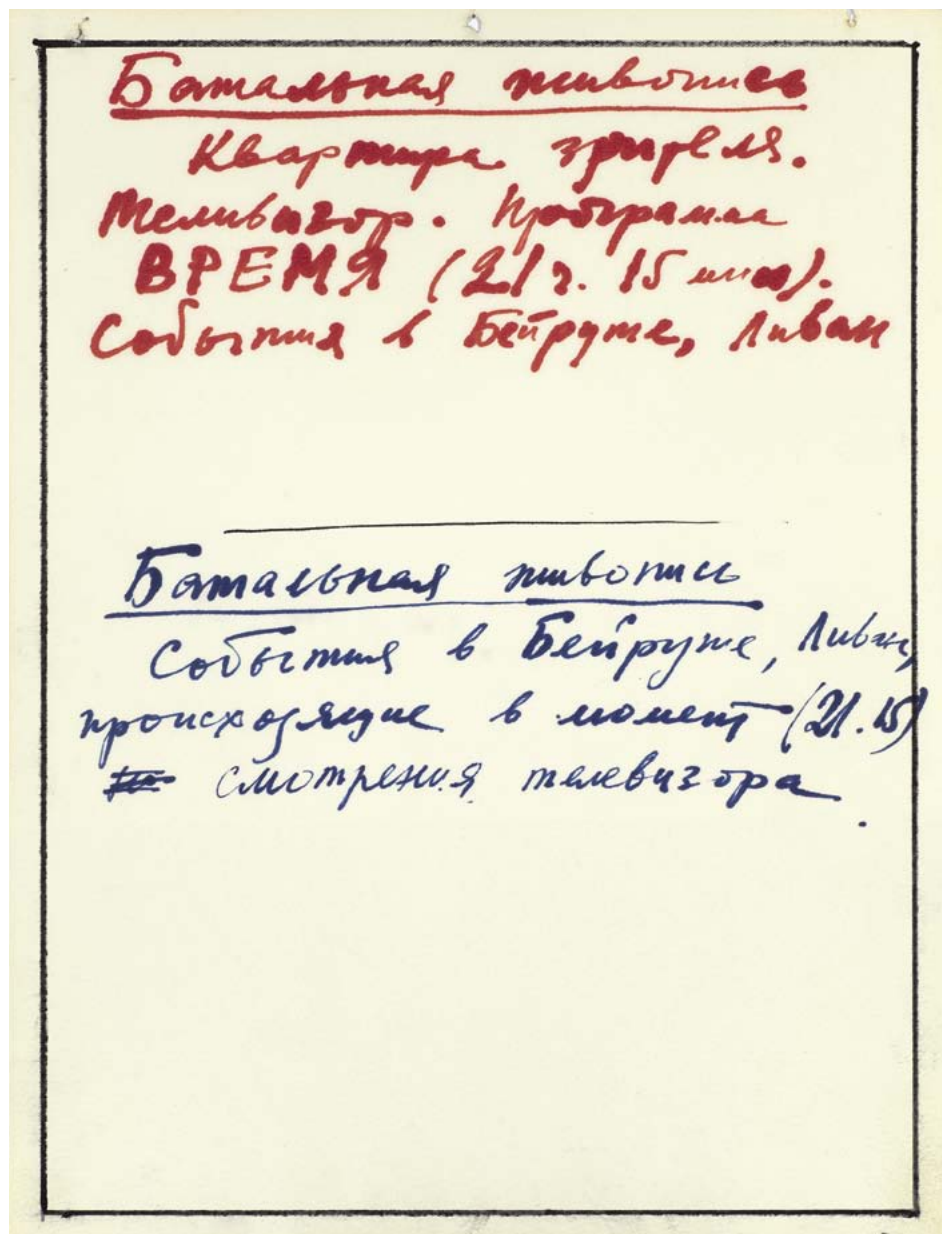 Батальная живопись
Квартира зрителя.
Теливизор. Программа
ВРЕМЯ (21 г. 15 мин).
События в Бейруте, Ливан
Батальная живопись
События в Бейруте, Ливан,
происходящие в момент (21.15)
смотрения телевизора.